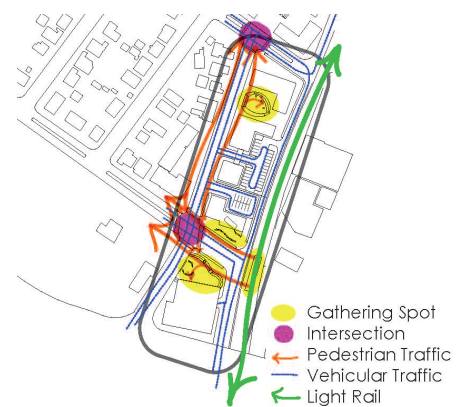 Gathering Spot
Intersection
Pedestrian Traffic
Vehicular Traffic
Light Rail